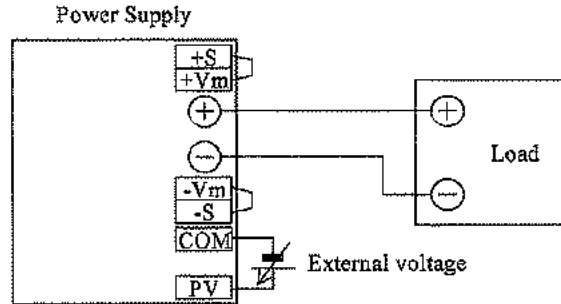 Power Supply
+S
+Vm
+
+
−
Load
−
-Vm
-S
COM
External voltage
PV